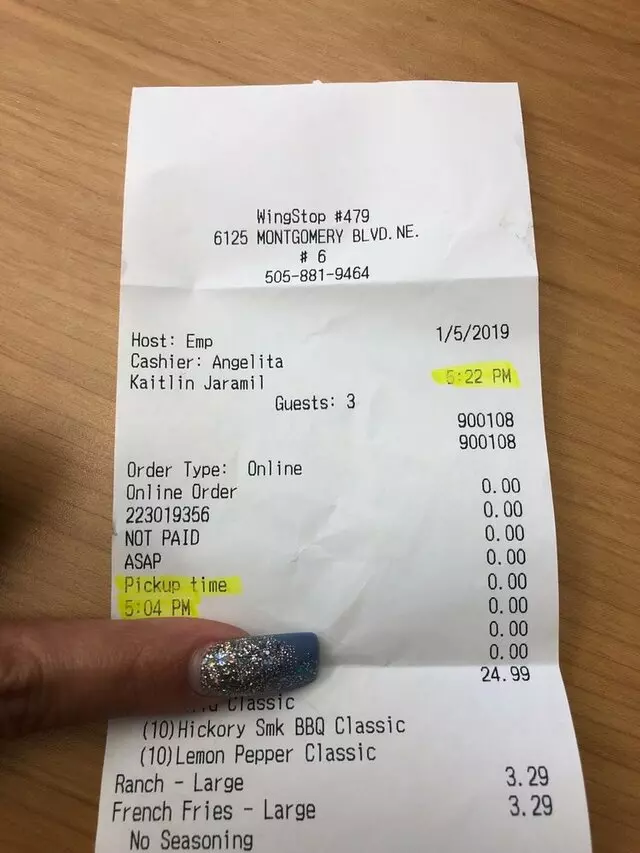 WingStop #479
6125 MONTGOMERY BLVD. NE.
# 6
505-881-9464
Host: Emp 1/5/2019
Cashier: Angelita
Kaitlin Jaramil 5:22 PM
Guests: 3
900108
900108
Order Type: Online
Online Order 0.00
223019356 0.00
NOT PAID 0.00
ASAP 0.00
Pickup time 0.00
5:04 PM 0.00
0.00
0.00
24.99
Classic
(10)Hickory Smk BBQ Classic
(10)Lemon Pepper Classic
Ranch - Large 3.29
French Fries - Large 3.29
No Seasoning